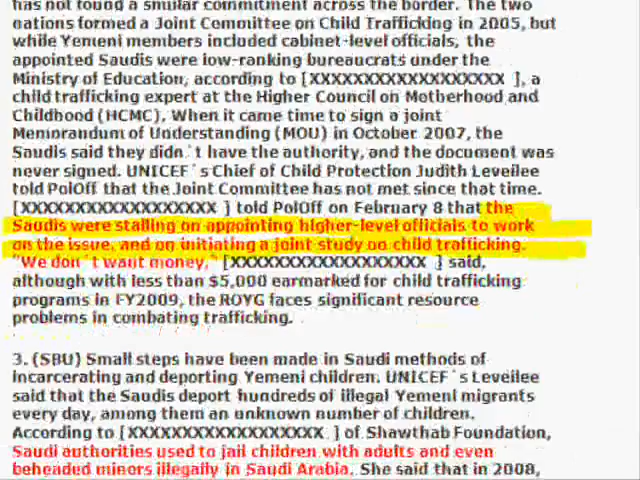 has not found a similar commitment across the border. The two
nations formed a Joint Committee on Child Trafficking in 2005, but
while Yemeni members included cabinet-level officials, the
appointed Saudis were low-ranking bureaucrats under the
Ministry of Education, according to [XXXXXXXXXXXXXXXXXX ], a
child trafficking expert at the Higher Council on Motherhood and
Childhood (HCMC). When it came time to sign a joint
Memorandum of Understanding (MOU) in October 2007, the
Saudis said they didn`t have the authority, and the document was
never signed. UNICEF`s Chief of Child Protection Judith Leveilee
told PolOff that the Joint Committee has not met since that time.
[XXXXXXXXXXXXXXXXXX ] told PolOff on February 8 that the
Saudis were stalling on appointing higher-level officials to work
on the issue, and on initiating a joint study on child trafficking.
"We don`t want money," [XXXXXXXXXXXXXXXXXX ] said,
although with less than $5,000 earmarked for child trafficking
programs in FY2009, the ROYG faces significant resource
problems in combating trafficking.
3. (SBU) Small steps have been made in Saudi methods of
incarcerating and deporting Yemeni children. UNICEF`s Leveilee
said that the Saudis deport hundreds of illegal Yemeni migrants
every day, among them an unknown number of children.
According to [XXXXXXXXXXXXXXXXXX ] of Shawthab Foundation,
Saudi authorities used to jail children with adults and even
beheaded minors illegally in Saudi Arabia. She said that in 2008,